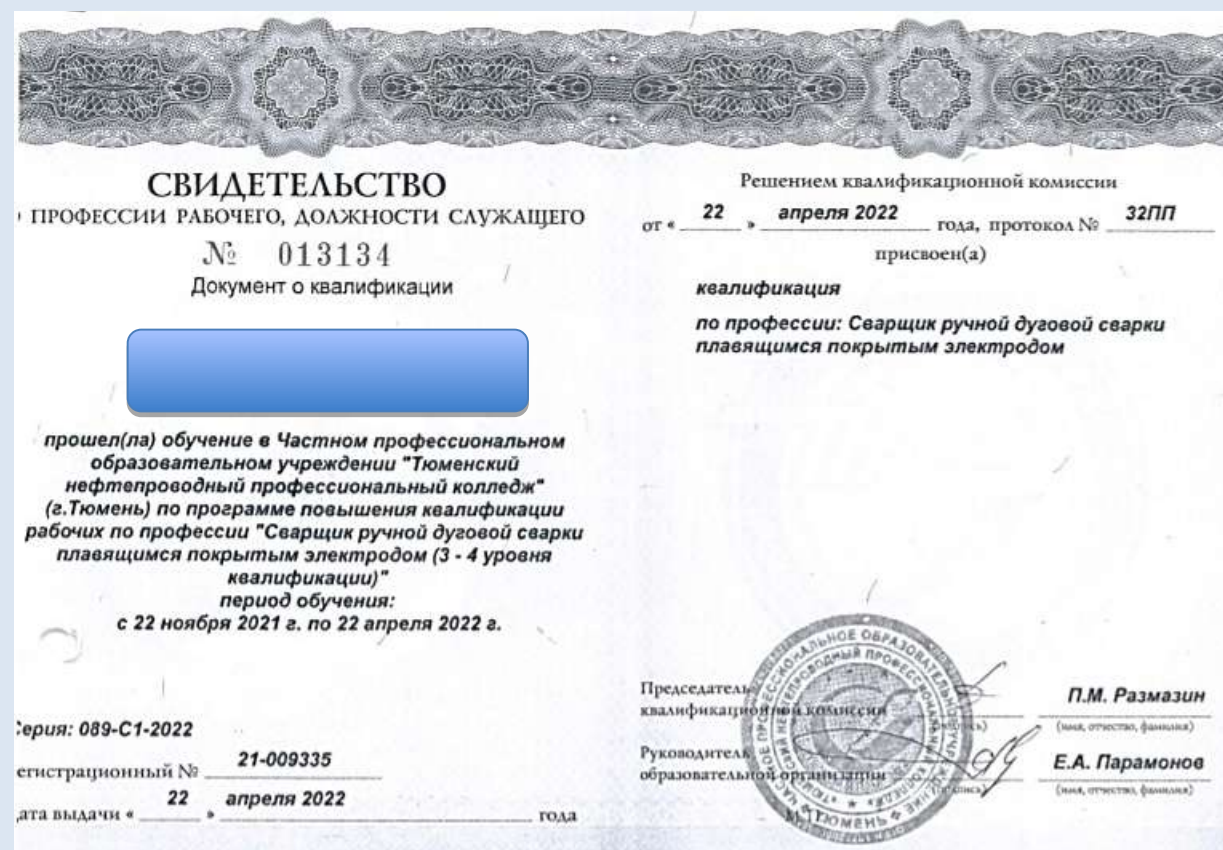 СВИДЕТЕЛЬСТВО
ПРОФЕССИИ РАБОЧЕГО, ДОЛЖНОСТИ СЛУЖАЩЕГО
№ 013134
Документ о квалификации
прошел(ла) обучение в Частном профессиональном
образовательном учреждении "Тюменский
нефтепроводный профессиональный колледж"
(г.Тюмень) по программе повышения квалификации
рабочих по профессии "Сварщик ручной дуговой сварки
плавящимся покрытым электродом (3 - 4 уровня
квалификации)"
период обучения:
с 22 ноября 2021 г. по 22 апреля 2022 г.
Серия: 089-С1-2022
егистрационный № 21-009335
ата выдачи « 22 » апреля 2022 года
Решением квалификационной комиссии
от « 22 » апреля 2022 года, протокол № 32ПП
присвоен(а)
квалификация
по профессии: Сварщик ручной дуговой сварки
плавящимся покрытым электродом
Председатель
квалификационной комиссии
П.М. Размазин
(подпись) (имя, отчество, фамилия)
Руководитель
образовательной организации
Е.А. Парамонов
(подпись) (имя, отчество, фамилия)